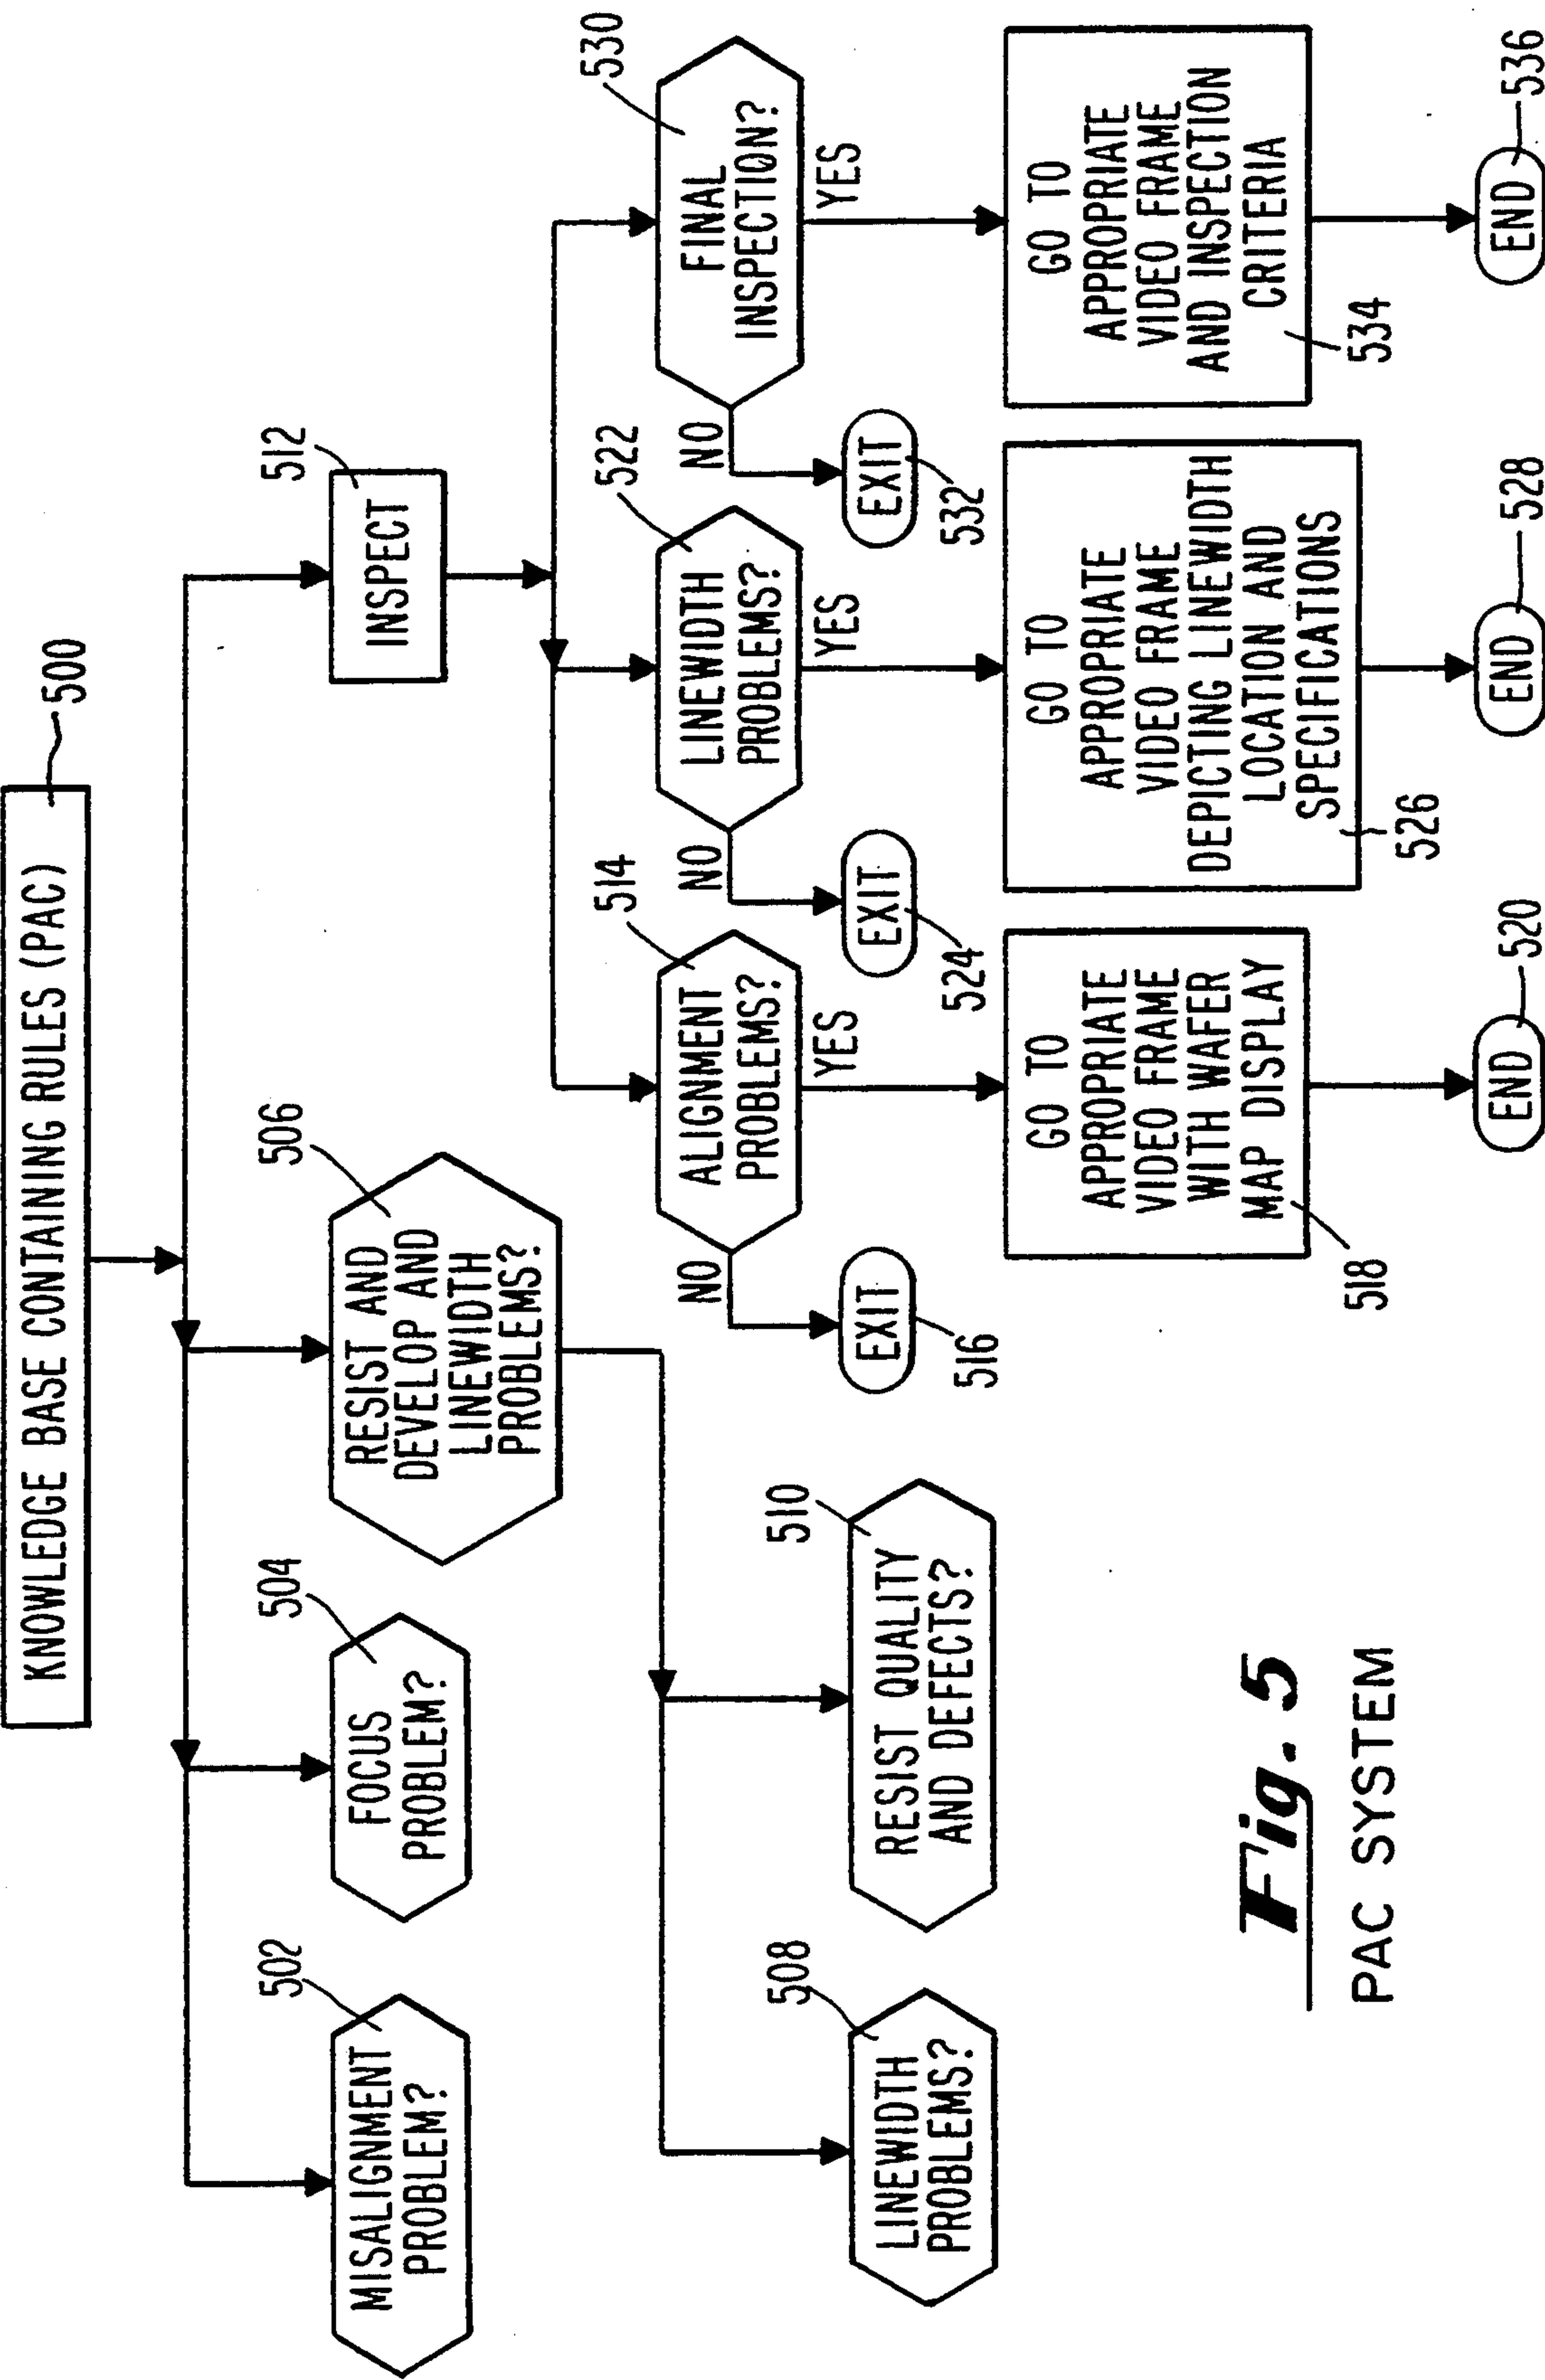 KNOWLEDGE BASE CONTAINING RULES (PAC)
500
502
MISALIGNMENT
PROBLEM?
504
FOCUS
PROBLEM?
506
RESIST AND
DEVELOP AND
LINEWIDTH
PROBLEMS?
512
INSPECT
508
LINEWIDTH
PROBLEMS?
510
RESIST QUALITY
AND DEFECTS?
514
ALIGNMENT
PROBLEMS?
NO
YES
EXIT
516
GO TO
APPROPRIATE
VIDEO FRAME
WITH WAFER
MAP DISPLAY
518
END
520
522
LINEWIDTH
PROBLEMS?
NO
YES
EXIT
524
GO TO
APPROPRIATE
VIDEO FRAME
DEPICTING LINEWIDTH
LOCATION AND
SPECIFICATIONS
526
END
528
530
FINAL
INSPECTION?
NO
YES
EXIT
532
GO TO
APPROPRIATE
VIDEO FRAME
AND INSPECTION
CRITERIA
534
END
536
Fig. 5
PAC SYSTEM